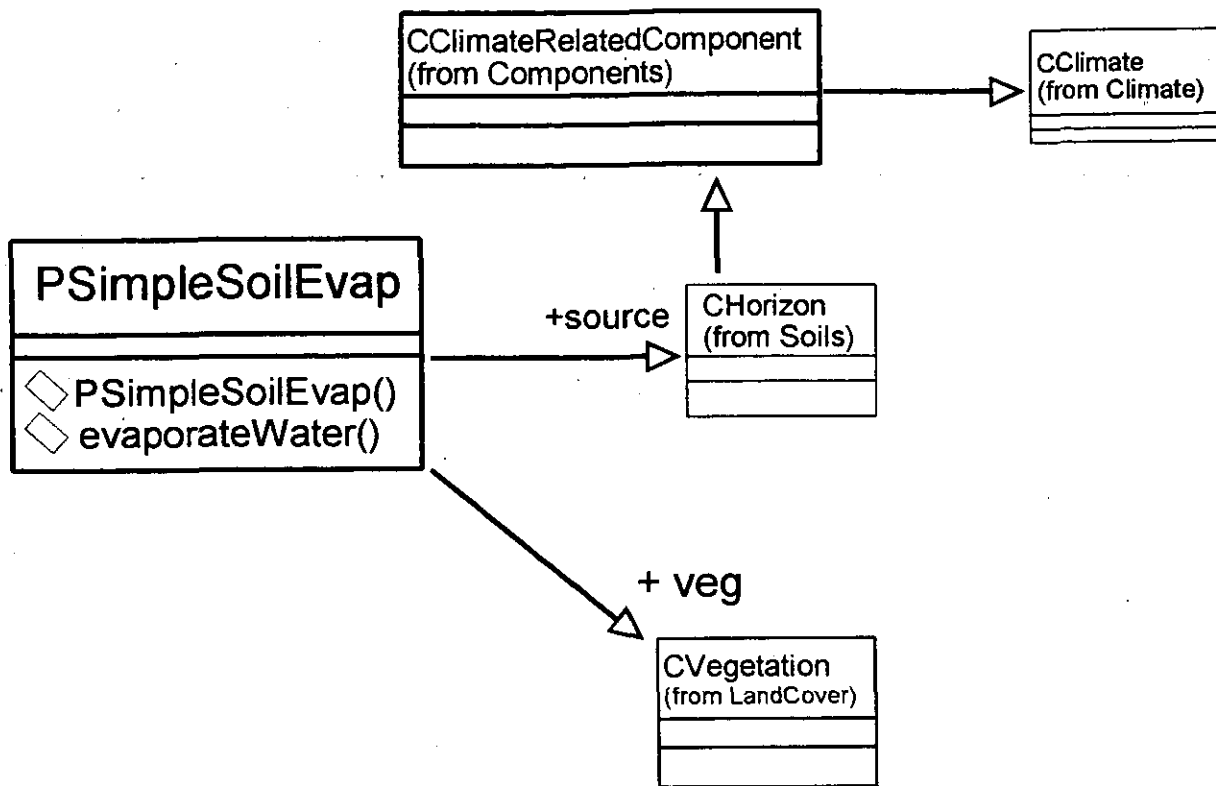 CClimateRelatedComponent
(from Components)
CClimate
(from Climate)
PSimpleSoilEvap
PSimpleSoilEvap()
evaporateWater()
+source
CHorizon
(from Soils)
+ veg
CVegetation
(from LandCover)